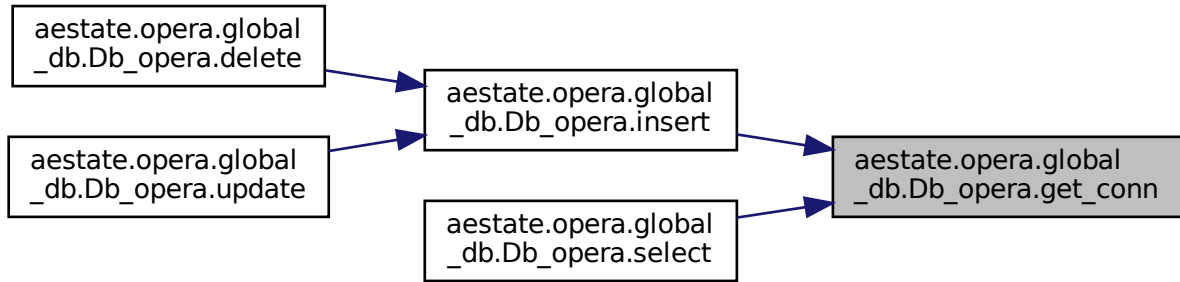 aestate.opera.global
_db.Db_opera.delete
aestate.opera.global
_db.Db_opera.update
aestate.opera.global
_db.Db_opera.insert
aestate.opera.global
_db.Db_opera.select
aestate.opera.global
_db.Db_opera.get_conn